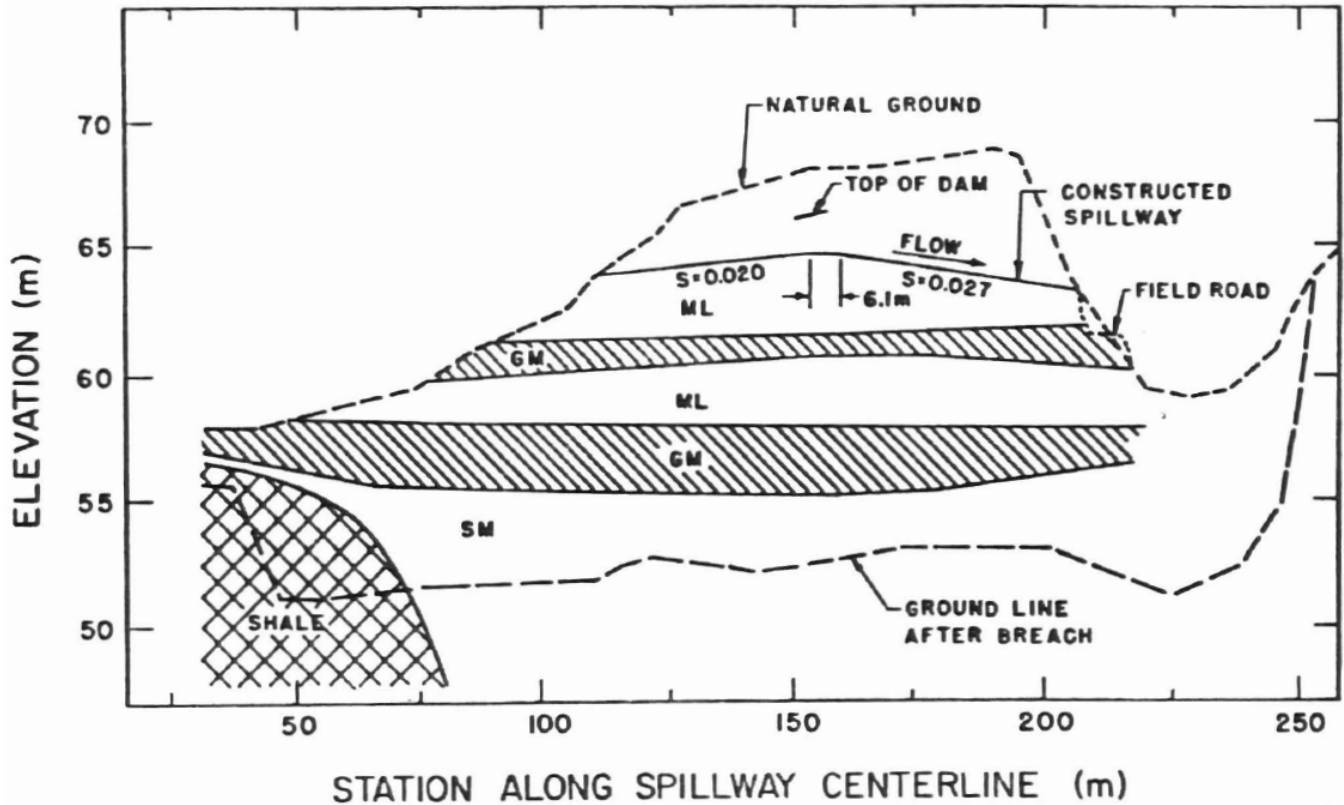 NATURAL GROUND
70
TOP OF DAM
CONSTRUCTED
SPILLWAY
65
FLOW
S=0.020
S=0.027
6.1m
FIELD ROAD
ML
GM
60
ML
GM
55
SM
SHALE
GROUND LINE
AFTER BREACH
50
ELEVATION (m)
50
100
150
200
250
STATION ALONG SPILLWAY CENTERLINE (m)